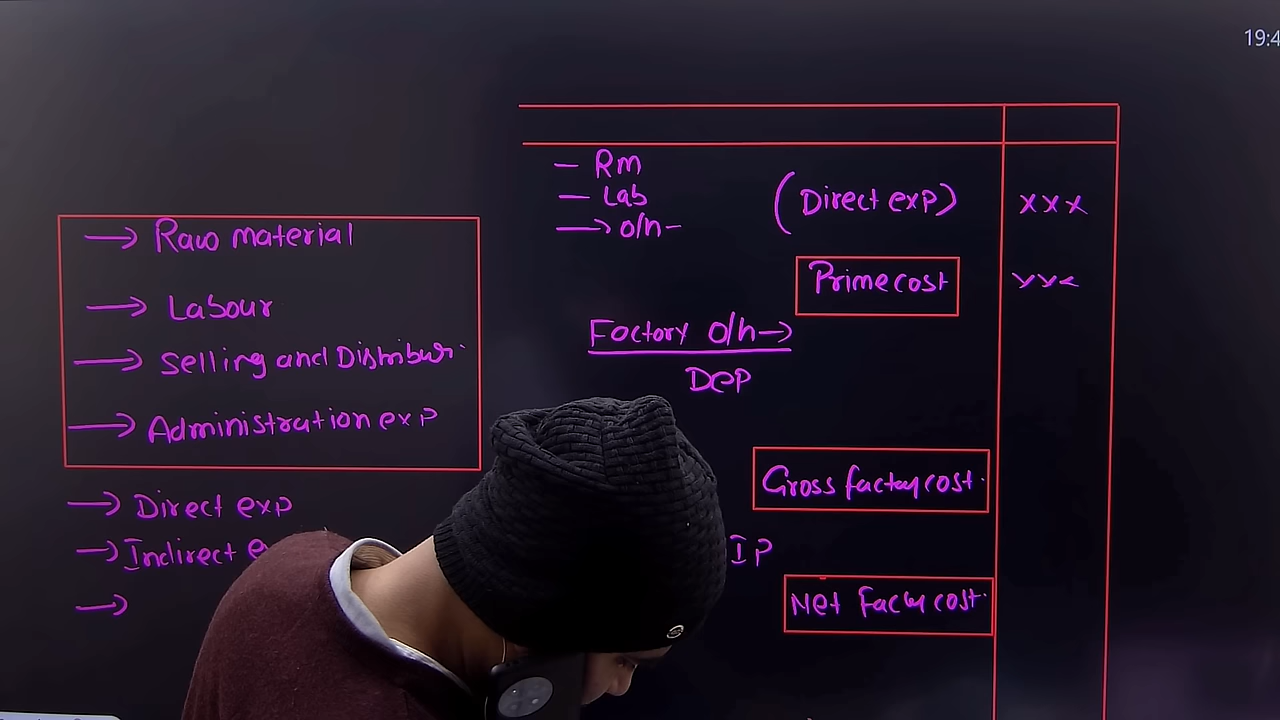 19:4
→ Raw material
→ Labour
→ Selling and Distribu
→ Administration exp
→ Direct exp
→ Indirect e
→
- Rm
- Lab
→ o/h-
(Direct exp)
xxx
Prime cost
Factory o/h→
Dep
Gross factory cost.
IP
Net Factory cost.